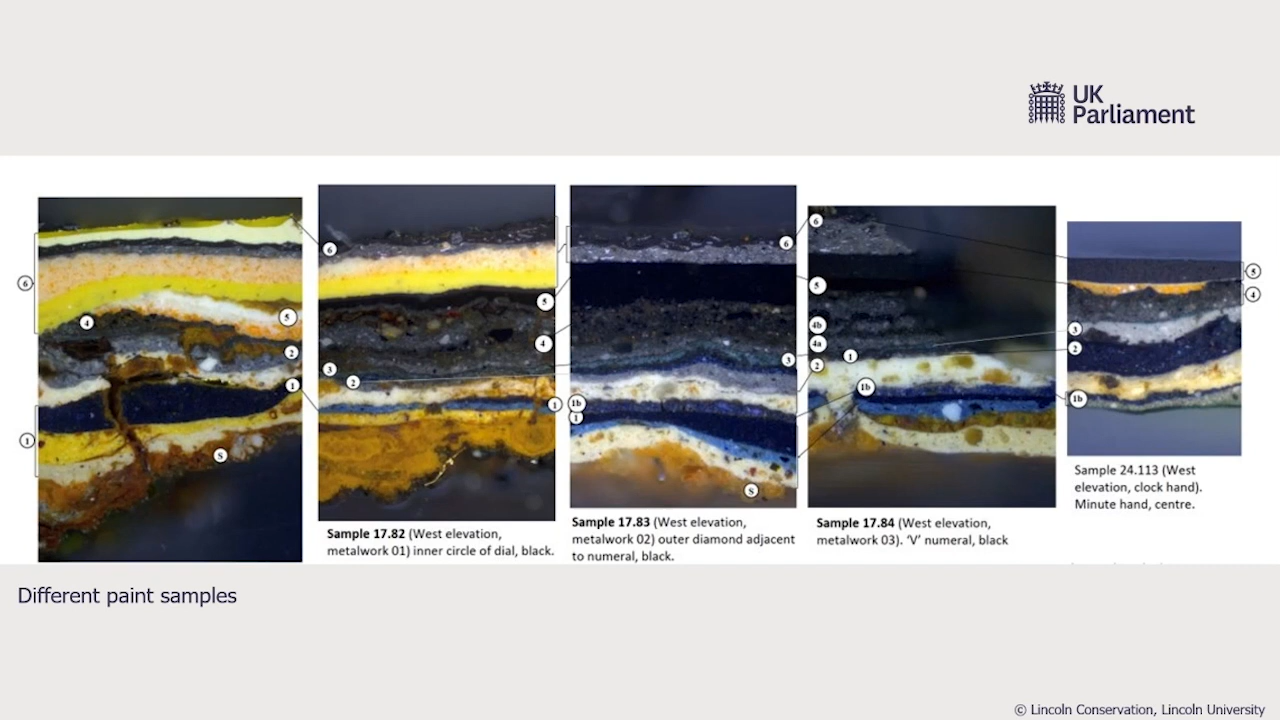 UK
Parliament
6
4
5
2
1
1
S
6
5
4
3
2
1
6
3
1b
1
S
6
5
4b
4a
1
2
1b
5
4
3
2
1b
Sample 17.82 (West elevation,
metalwork 01) inner circle of dial, black.
Sample 17.83 (West elevation,
metalwork 02) outer diamond adjacent
to numeral, black.
Sample 17.84 (West elevation,
metalwork 03). ‘V’ numeral, black
Sample 24.113 (West
elevation, clock hand).
Minute hand, centre.
Different paint samples
© Lincoln Conservation, Lincoln University